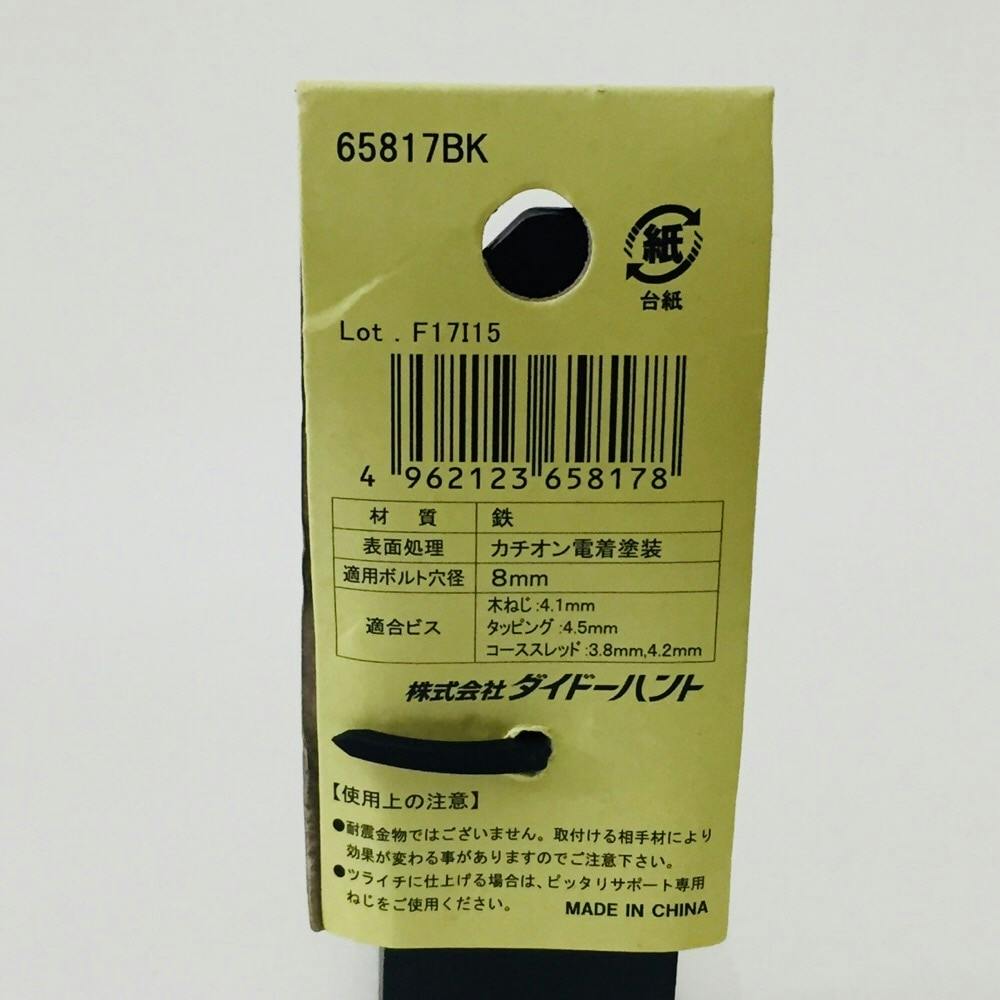 65817BK
紙
台紙
Lot . F17I15
4 962123 658178
材 質 鉄
表面処理 カチオン電着塗装
適用ボルト穴径 8mm
適合ビス
木ねじ:4.1mm
タッピング:4.5mm
コーススレッド:3.8mm,4.2mm
株式会社 ダイドーハント
【使用上の注意】
●耐震金物ではございません。取付ける相手材により
効果が変わる事がありますのでご注意下さい。
●ツライチに仕上げる場合は、ピッタリサポート専用
ねじをご使用ください。
MADE IN CHINA